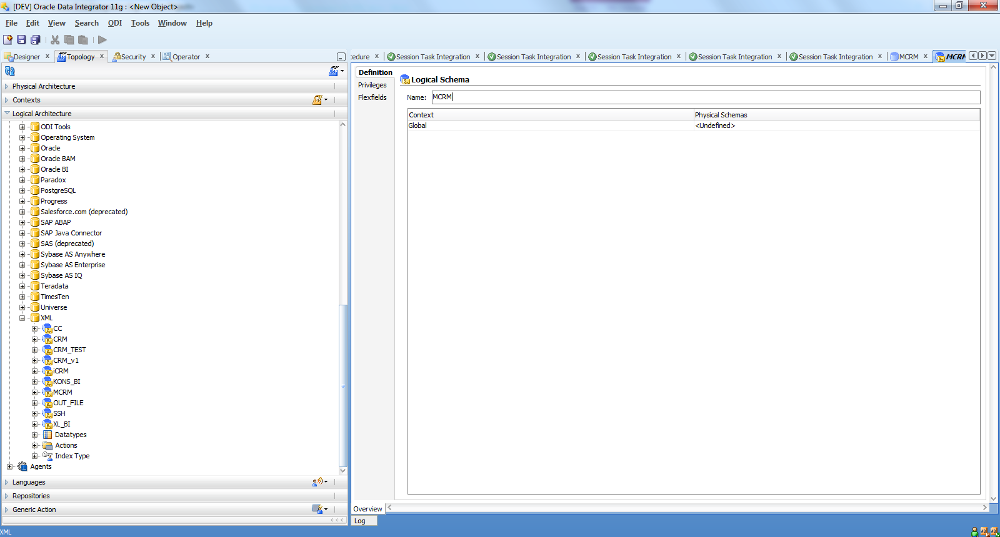 [DEV] Oracle Data Integrator 11g : <New Object>
File Edit View Search ODI Tools Window Help
Designer x Topology x Security x Operator x
cedure x Session Task Integration x Session Task Integration x Session Task Integration x Session Task Integration x Session Task Integration x MCRM x MCRM
Physical Architecture
Contexts
Logical Architecture
ODI Tools
Operating System
Oracle
Oracle BAM
Oracle BI
Paradox
PostgreSQL
Progress
Salesforce.com (deprecated)
SAP ABAP
SAP Java Connector
SAS (deprecated)
Sybase AS Anywhere
Sybase AS Enterprise
Sybase AS IQ
Teradata
TimesTen
Universe
XML
CC
CRM
CRM_TEST
CRM_v1
iCRM
KONS_BI
MCRM
OUT_FILE
SSH
XL_BI
Datatypes
Actions
Index Type
Agents
Languages
Repositories
Generic Action
XML
Definition
Privileges
Flexfields
Logical Schema
Name: MCRM
Context Physical Schemas
Global <Undefined>
Overview
Log